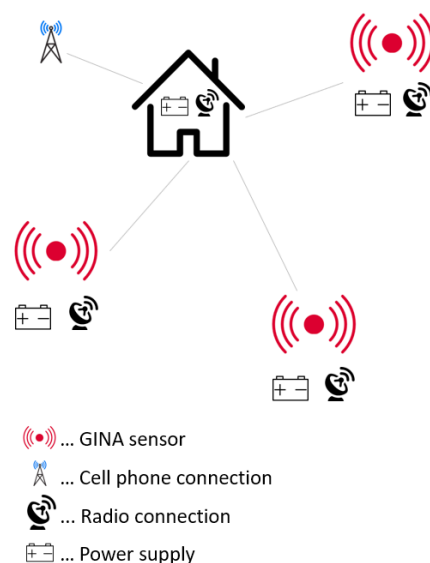 ... GINA sensor
... Cell phone connection
... Radio connection
... Power supply